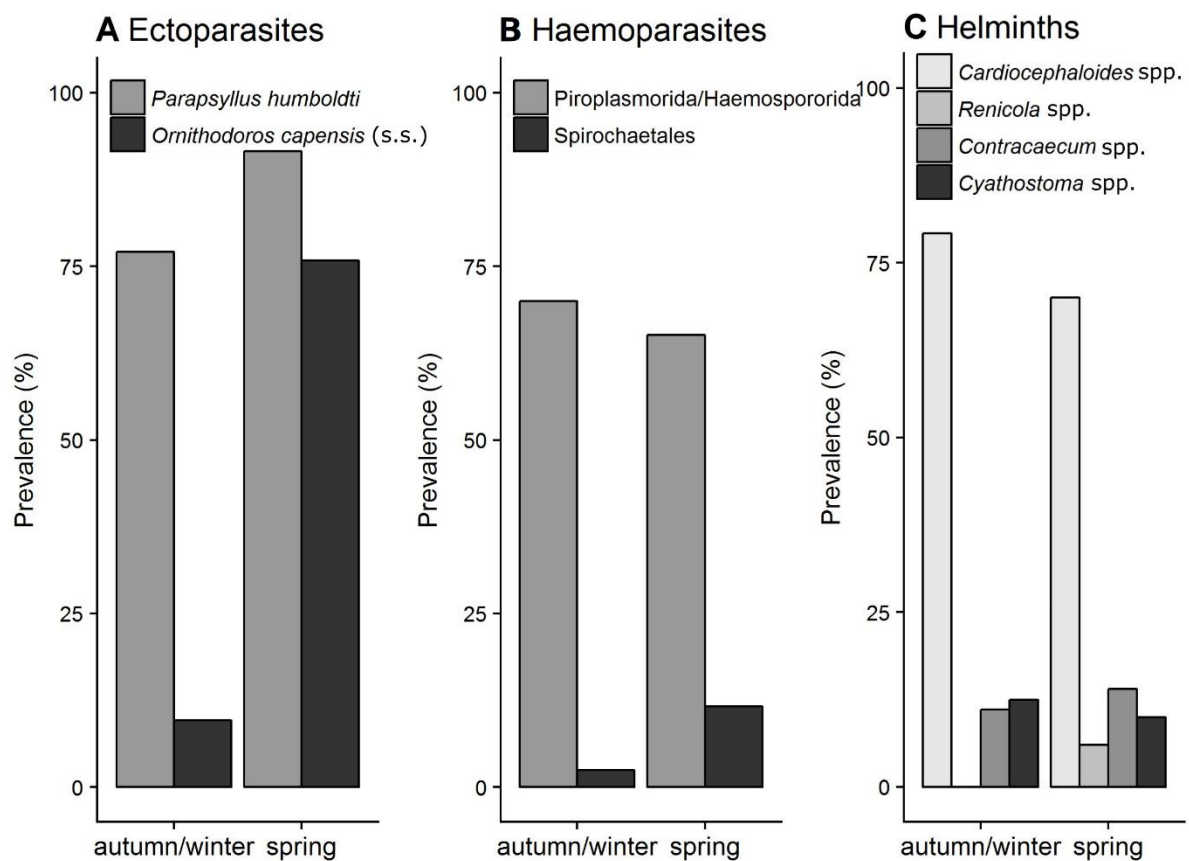 A Ectoparasites
Parapsyllus humboldti
Ornithodoros capensis (s.s.)
Prevalence (%)
100
75
50
25
0
autumn/winter spring
B Haemoparasites
Piroplasmorida/Haemospororida
Spirochaetales
Prevalence (%)
100
75
50
25
0
autumn/winter spring
C Helminths
Cardiocephaloides spp.
Renicola spp.
Contracaecum spp.
Cyathostoma spp.
Prevalence (%)
100
75
50
25
0
autumn/winter spring